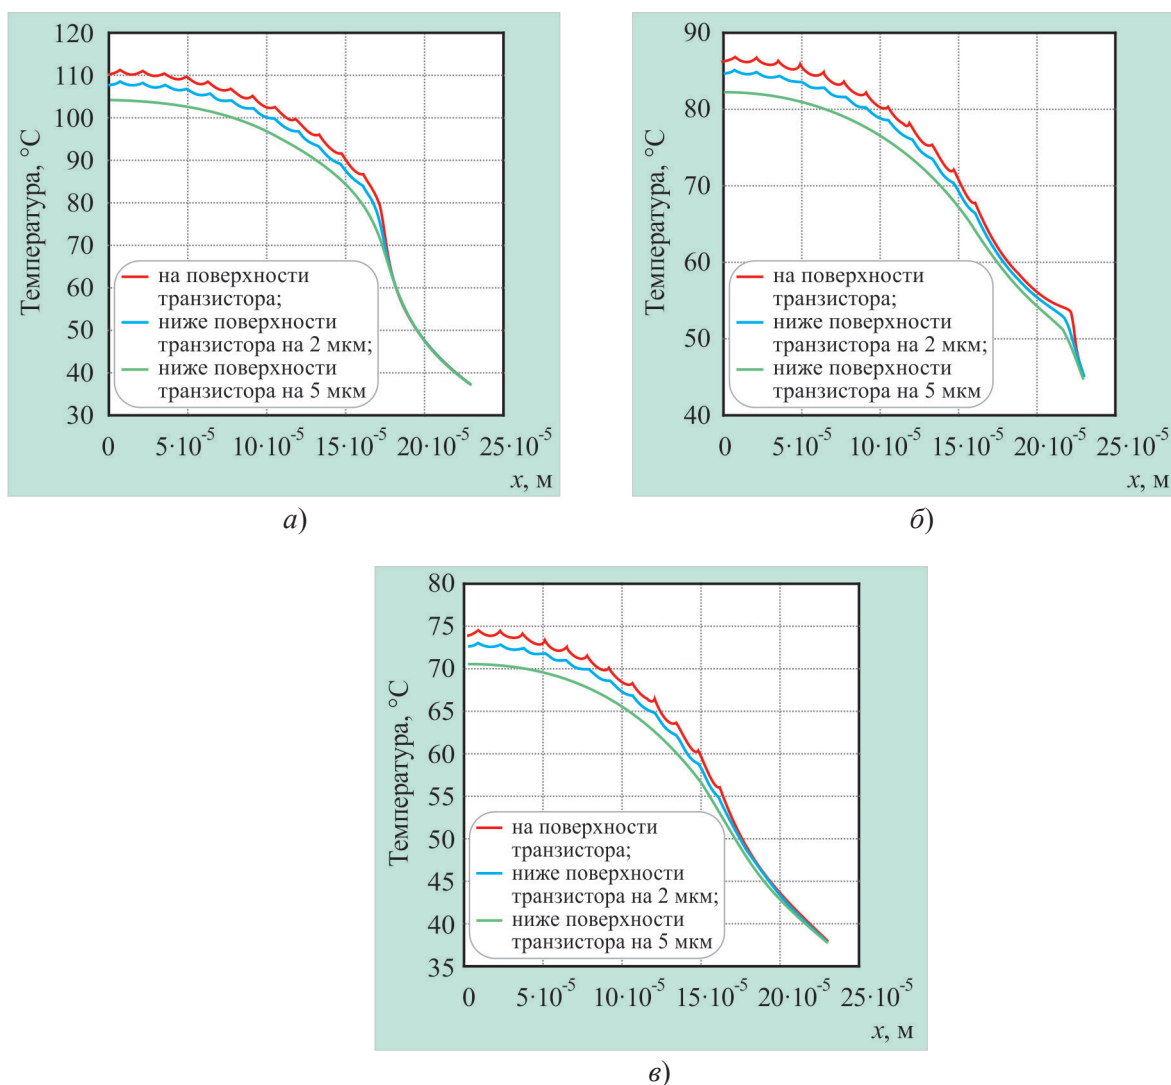 120
110
100
90
80
70
60
50
40
30
Температура, °C
на поверхности
транзистора;
ниже поверхности
транзистора на 2 мкм;
ниже поверхности
транзистора на 5 мкм
0 5·10⁻⁵ 10·10⁻⁵ 15·10⁻⁵ 20·10⁻⁵ 25·10⁻⁵
x, м
а)
90
80
70
60
50
40
Температура, °C
на поверхности
транзистора;
ниже поверхности
транзистора на 2 мкм;
ниже поверхности
транзистора на 5 мкм
0 5·10⁻⁵ 10·10⁻⁵ 15·10⁻⁵ 20·10⁻⁵ 25·10⁻⁵
x, м
б)
80
75
70
65
60
55
50
45
40
35
Температура, °C
на поверхности
транзистора;
ниже поверхности
транзистора на 2 мкм;
ниже поверхности
транзистора на 5 мкм
0 5·10⁻⁵ 10·10⁻⁵ 15·10⁻⁵ 20·10⁻⁵ 25·10⁻⁵
x, м
в)